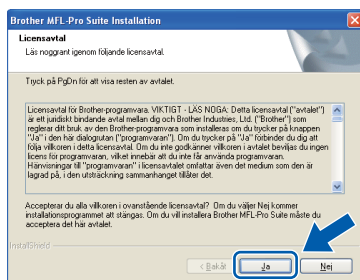 Brother MFL-Pro Suite Installation
Licensavtal
Läs noggrant igenom följande licensavtal.
Tryck på PgDn för att visa resten av avtalet.
Licensavtal för Brother-programvara. VIKTIGT - LÄS NOGA: Detta licensavtal ("avtalet")
är ett juridiskt bindande avtal mellan dig och Brother Industries, Ltd. ("Brother") som
reglerar ditt bruk av den Brother-programvara som installeras om du trycker på knappen
"Ja" i den här dialogrutan ("programvaran"). Om du trycker på "Ja" förbinder du dig att
följa villkoren i detta licensavtal. Om du inte godkänner villkoren i avtalet beviljas du ingen
licens för programvaran, vilket innebär att du inte får använda programvaran.
Hänvisningar till "programvaran" i licensavtalet omfattar även det medium som den är
lagrad på, i den utsträckning sammanhanget tillåter det.
Accepterar du alla villkoren i ovanstående licensavtal? Om du väljer Nej kommer
installationsprogrammet att stängas. Om du vill installera Brother MFL-Pro Suite måste du
acceptera det här avtalet.
InstallShield
< Bakåt
Ja
Nej